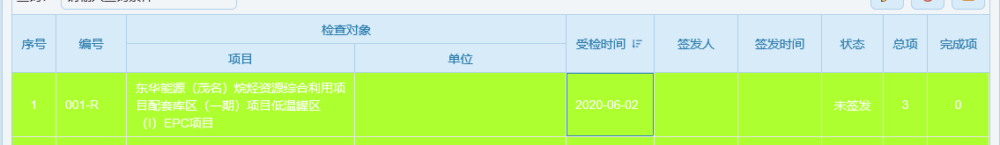 检查对象
序号 编号 受检时间 签发人 签发时间 状态 总项 完成项
项目 单位
东华能源（茂名）烷烃资源综合利用项
1 001-R 目配套库区（一期）项目低温罐区 2020-06-02 未签发 3 0
（I）EPC项目